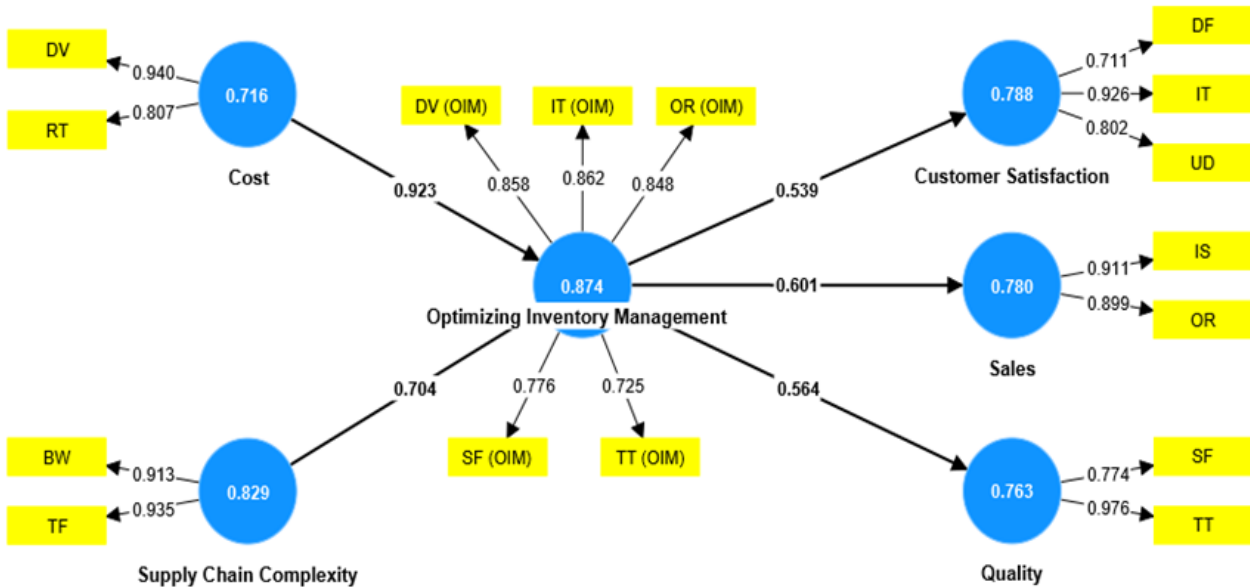 DV
0.940
0.807
RT
0.716
Cost
DV (OIM)
IT (OIM)
OR (OIM)
0.858
0.862
0.848
0.923
0.874
Optimizing Inventory Management
0.776
0.725
SF (OIM)
TT (OIM)
0.704
BW
0.913
0.935
TF
0.829
Supply Chain Complexity
0.539
0.788
Customer Satisfaction
0.711
0.926
0.802
DF
IT
UD
0.601
0.780
Sales
0.911
0.899
IS
OR
0.564
0.763
Quality
0.774
0.976
SF
TT